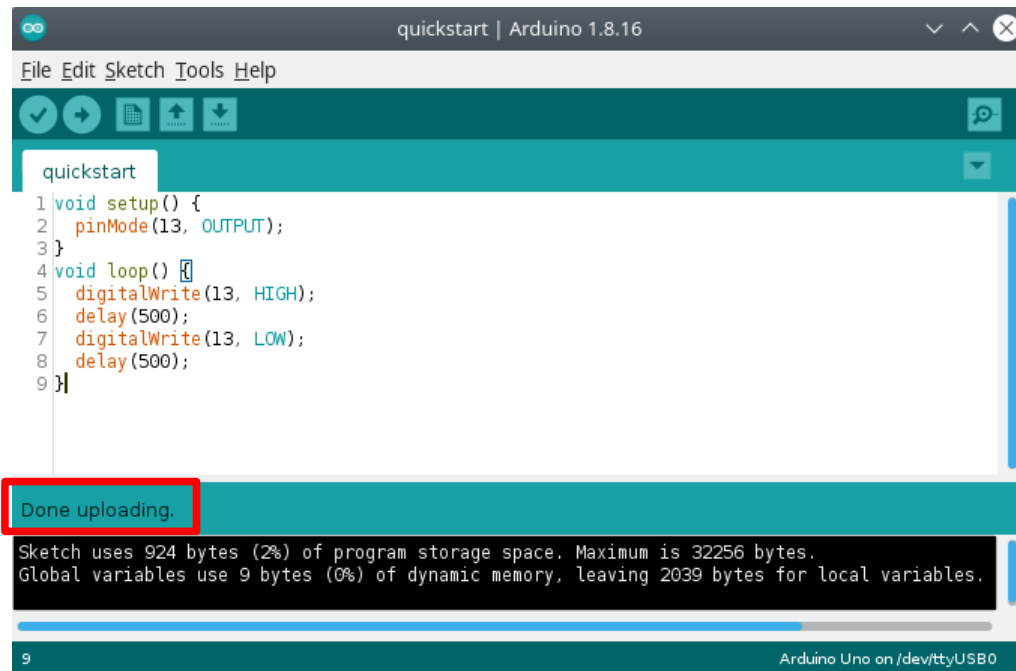 quickstart | Arduino 1.8.16
File Edit Sketch Tools Help
quickstart
1 void setup() {
2   pinMode(13, OUTPUT);
3 }
4 void loop() {
5   digitalWrite(13, HIGH);
6   delay(500);
7   digitalWrite(13, LOW);
8   delay(500);
9 }
Done uploading.
Sketch uses 924 bytes (2%) of program storage space. Maximum is 32256 bytes.
Global variables use 9 bytes (0%) of dynamic memory, leaving 2039 bytes for local variables.
9 Arduino Uno on /dev/ttyUSB0